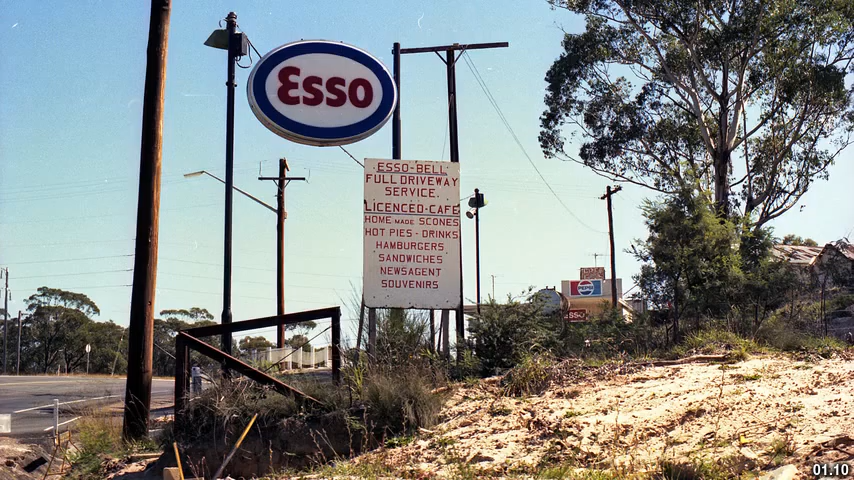 Esso
ESSO-BELL
FULL DRIVEWAY
SERVICE.
LICENCED-CAFE
HOME MADE SCONES
HOT PIES - DRINKS
HAMBURGERS
SANDWICHES
NEWSAGENT
SOUVENIRS
PEPSI
ESSO
01.10